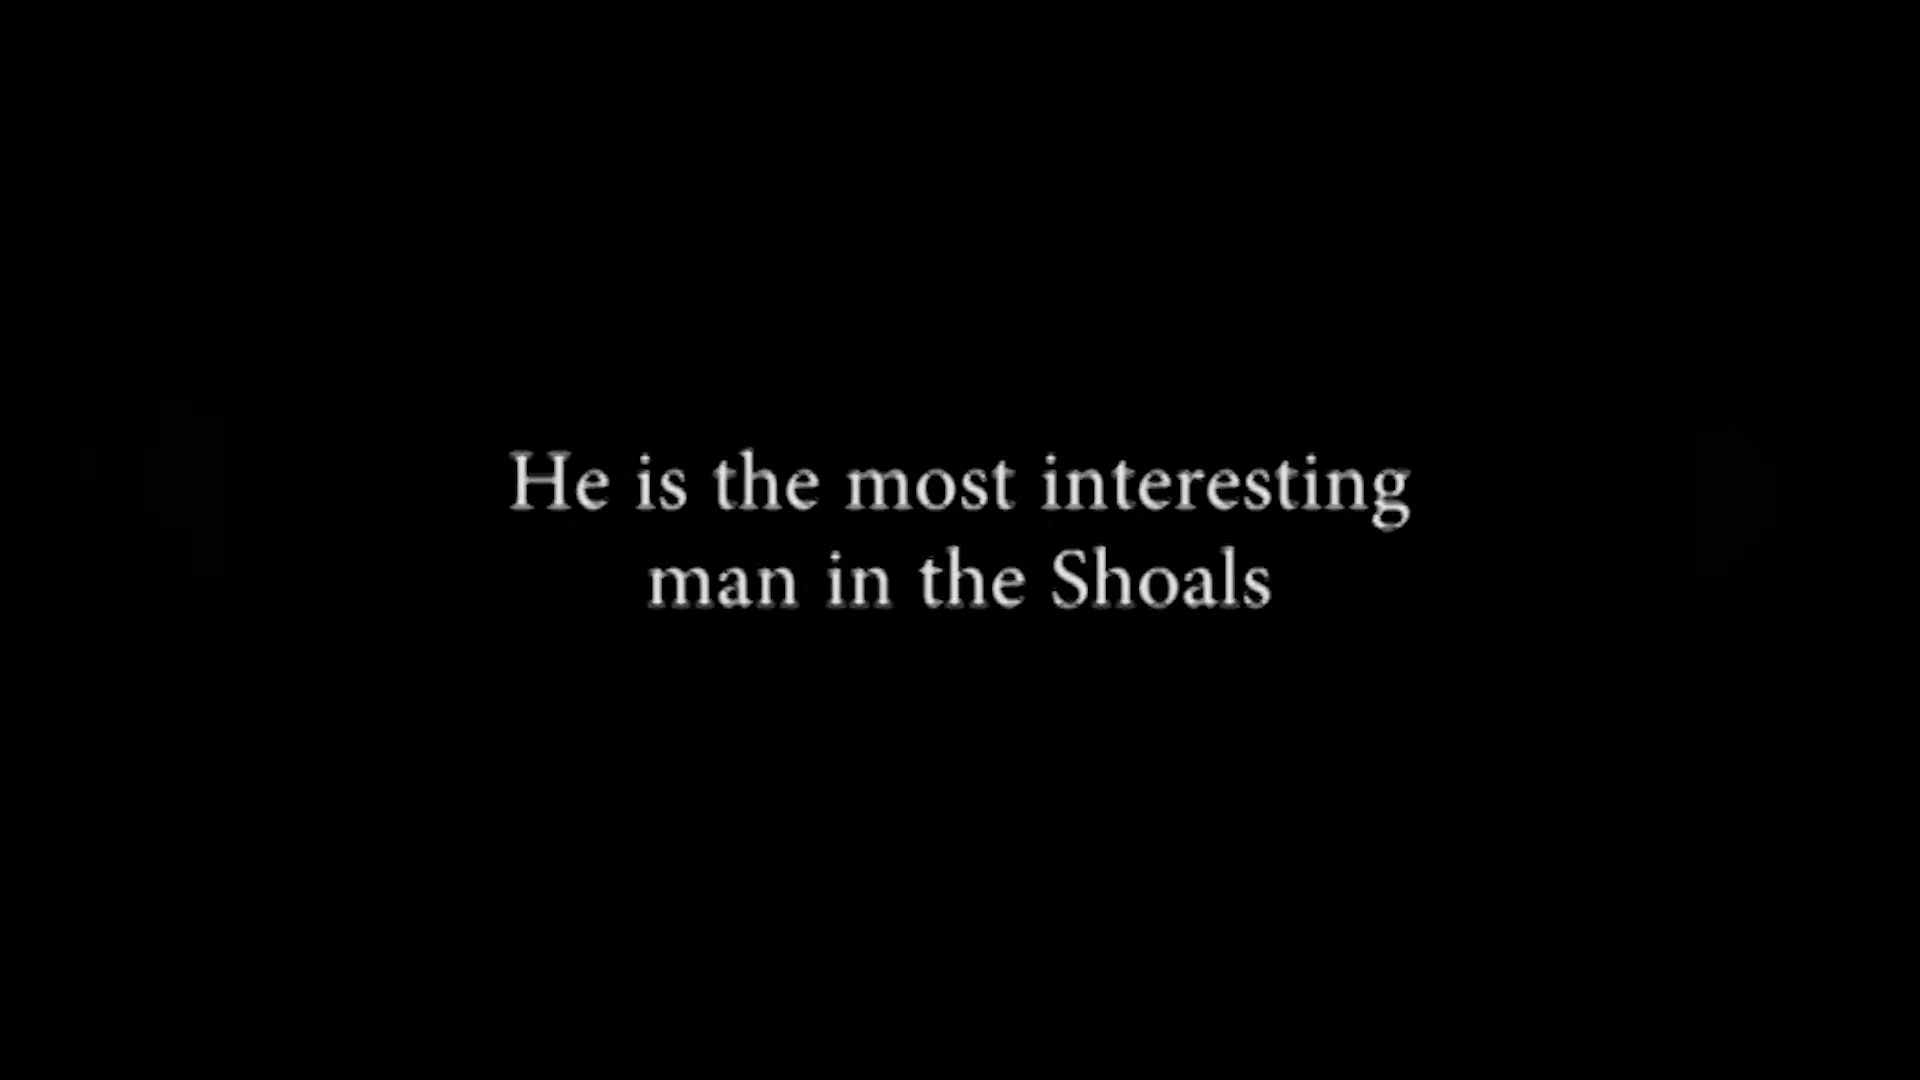 He is the most interesting
man in the Shoals